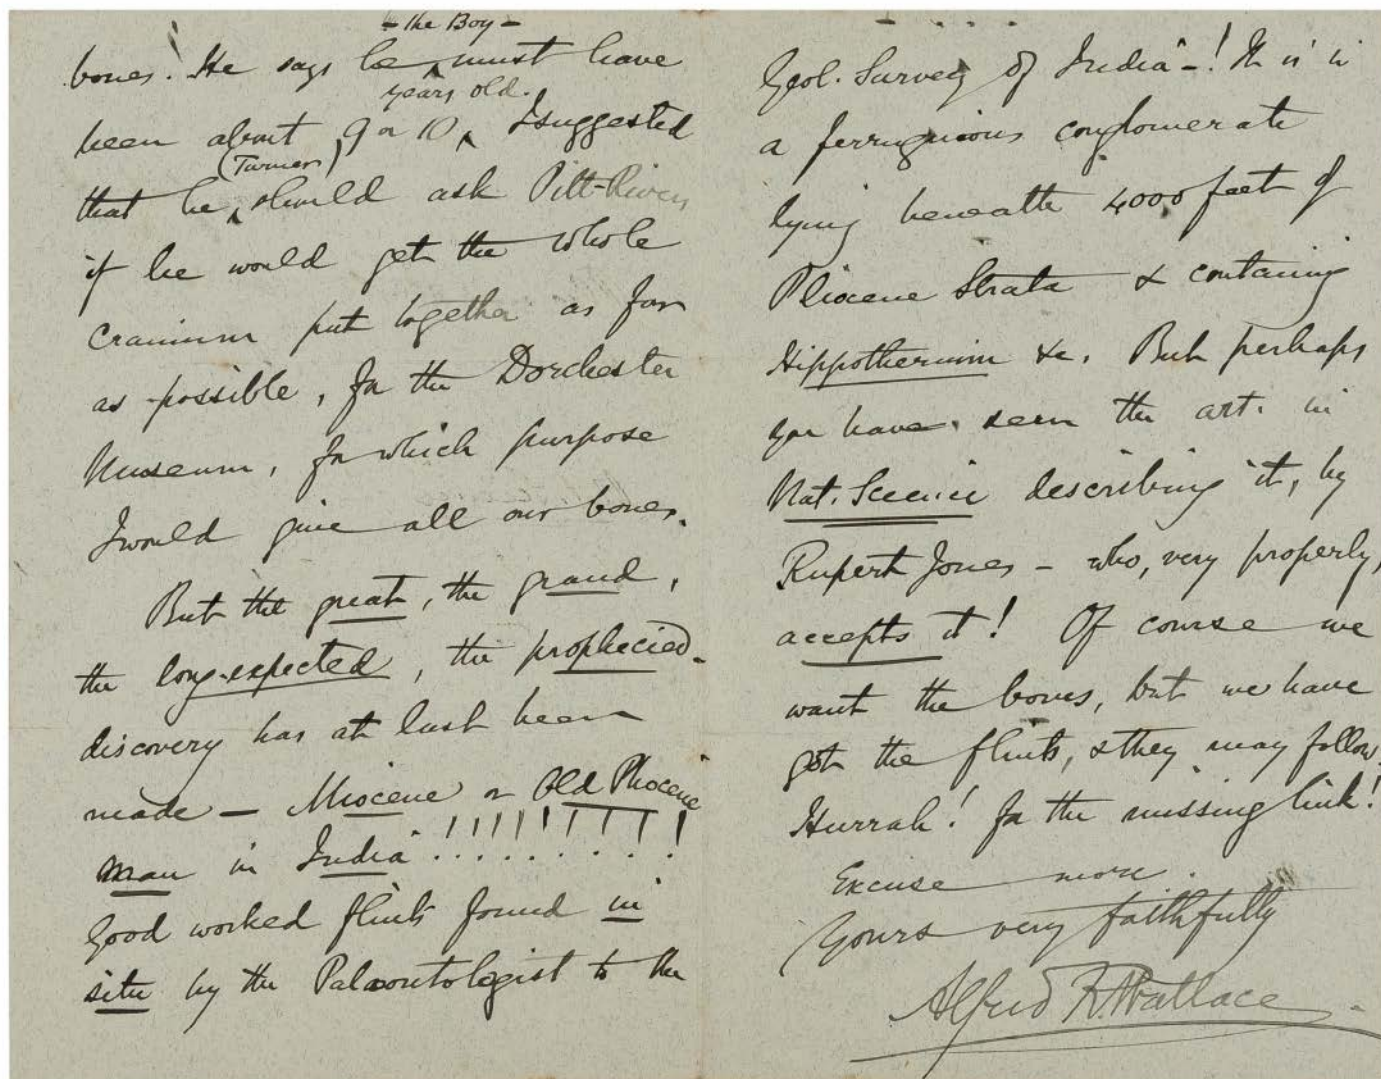 - the Boy -
bones! He says he ^ must have
years old.
been about 9 or 10 ^ I suggested
(Turner)
that he ^ should ask Pitt-Rivers
if he would get the whole
cranium put together as far
as possible, for the Dorchester
Museum, for which purpose
I would give all our bones.
But the great, the grand,
the long-expected, the prophecied
discovery has at last been
made — Miocene or Old Pliocene
man in India!!!!!!!!!
Good worked flints found in
situ by the Palaeontologist to the
Geol. Survey of India -! It is in
a ferruginous conglomerate
lying beneath 4000 feet of
Pliocene Strata & containing
Hippotherium &c. But perhaps
you have seen the art. in
Nat. Science describing it, by
Rupert Jones - who, very properly,
accepts it! Of course we
want the bones, but we have
got the flints, & they may follow.
Hurrah! for the missing link!
Excuse more.
Yours very faithfully
Alfred R. Wallace